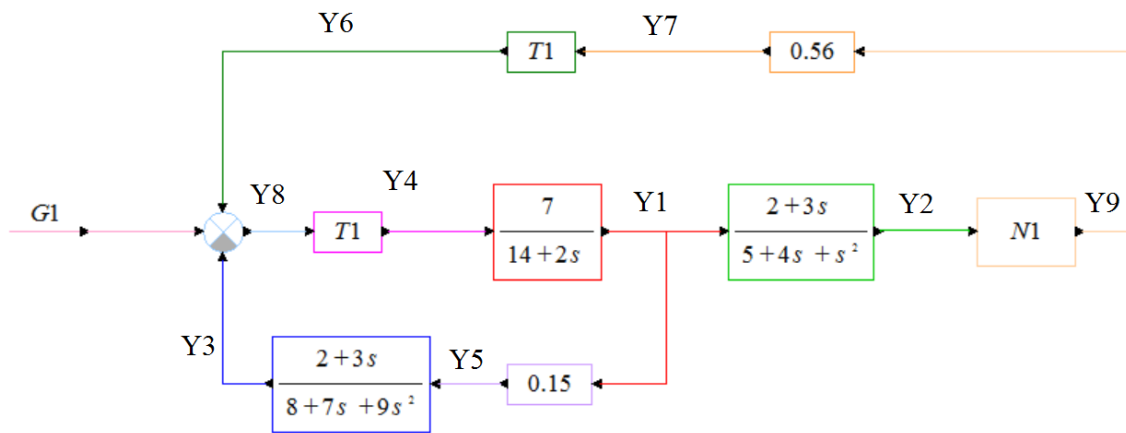 Y6
Y7
T1
0.56
G1
Y8
T1
Y4
7
14+2s
Y1
2+3s
5+4s+s²
Y2
N1
Y9
Y3
2+3s
8+7s+9s²
Y5
0.15